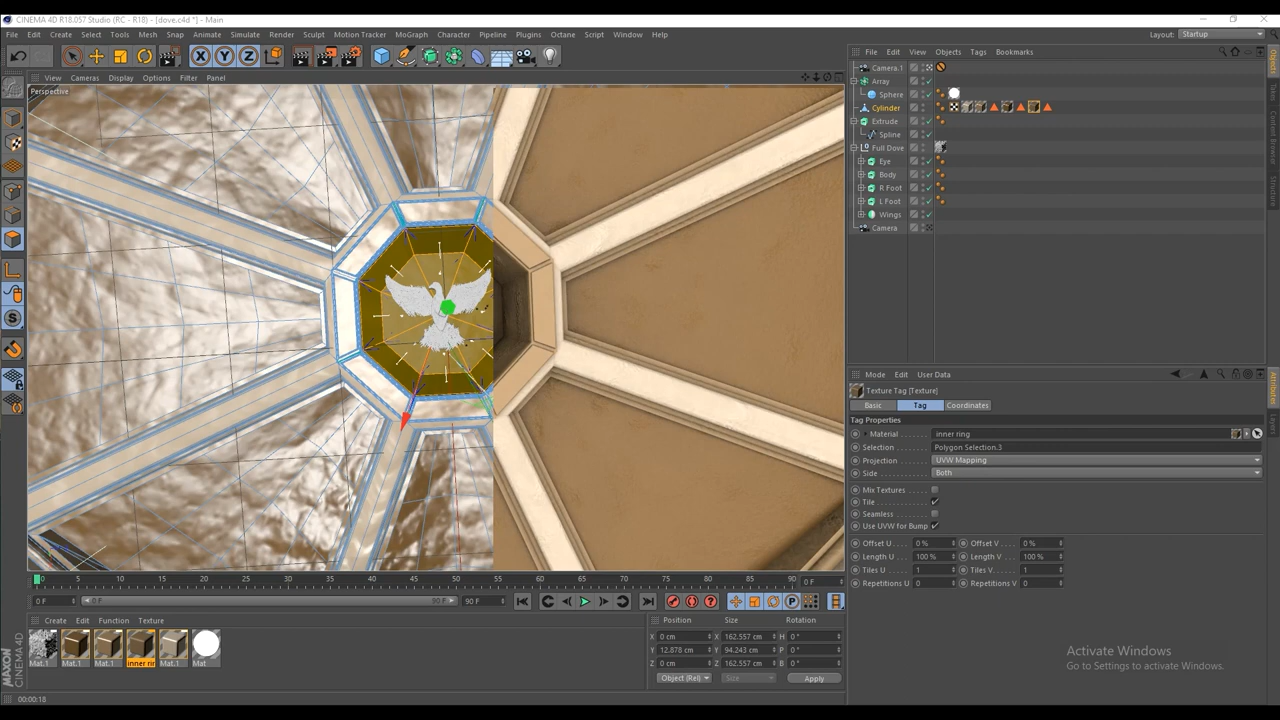 CINEMA 4D R18.057 Studio (RC - R18) - [dove.c4d *] - Main
File Edit Create Select Tools Mesh Snap Animate Simulate Render Sculpt Motion Tracker MoGraph Character Pipeline Plugins Octane Script Window Help
Layout: Startup
X Y Z
File Edit View Objects Tags Bookmarks
View Cameras Display Options Filter Panel
Perspective
Camera.1
Array
Sphere
Cylinder
Extrude
Spline
Full Dove
Eye
Body
R Foot
L Foot
Wings
Camera
Objects
Takes
Content Browser
Structure
Mode Edit User Data
Texture Tag [Texture]
Basic Tag Coordinates
Tag Properties
Material inner ring
Selection Polygon Selection.3
Projection UVW Mapping
Side Both
Mix Textures
Tile
Seamless
Use UVW for Bump
Offset U 0 % Offset V 0 %
Length U 100 % Length V 100 %
Tiles U 1 Tiles V 1
Repetitions U 0 Repetitions V 0
Attributes
Layers
0 5 10 15 20 25 30 35 40 45 50 55 60 65 70 75 80 85 90 0 F
0 F 0 F 90 F 90 F
Create Edit Function Texture
Mat.1 Mat.1 Mat.1 inner rir Mat.1 Mat
Position Size Rotation
X 0 cm X 162.557 cm H 0 °
Y 12.878 cm Y 94.243 cm P 0 °
Z 0 cm Z 162.557 cm B 0 °
Object (Rel) Size Apply
MAXON
CINEMA 4D
00:00:18
Activate Windows
Go to Settings to activate Windows.